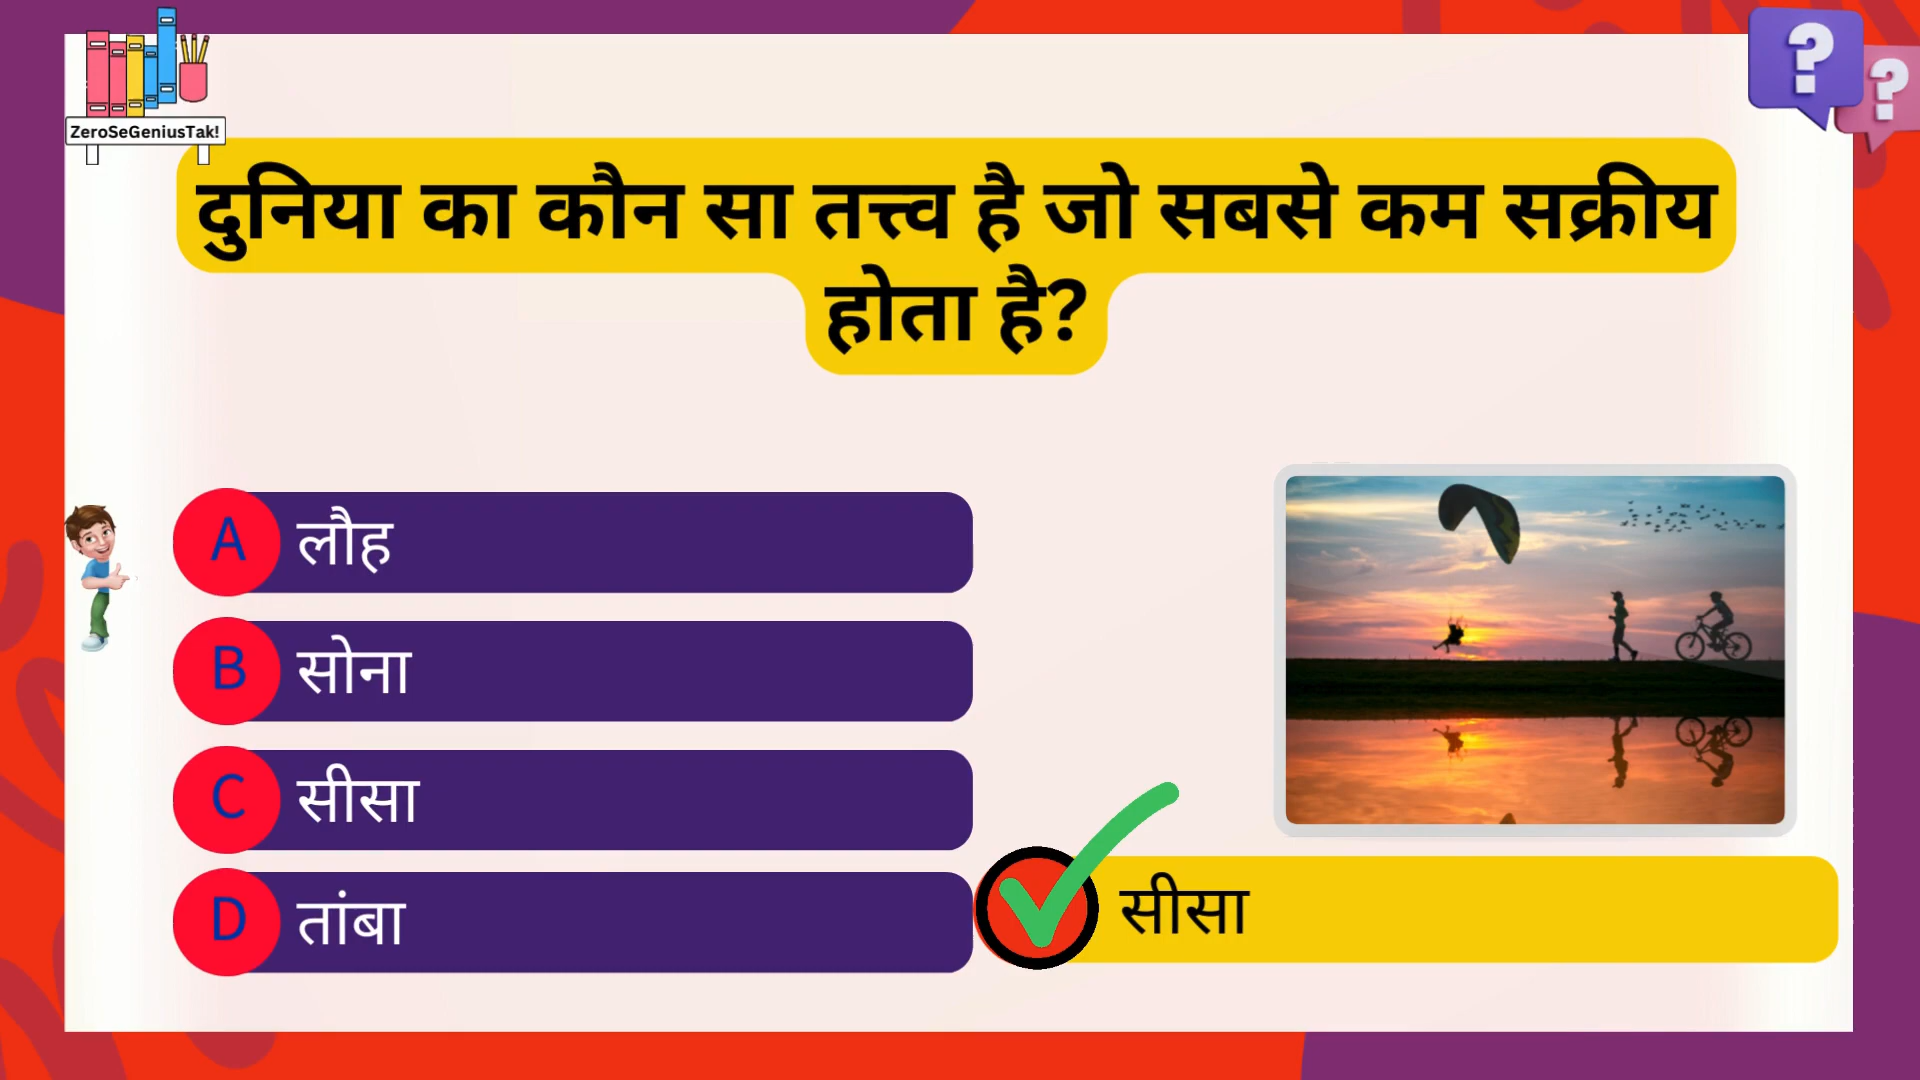 ZeroSeGeniusTak!
? ?
दुनिया का कौन सा तत्त्व है जो सबसे कम सक्रीय
होता है?
A लौह
B सोना
C सीसा
D तांबा
सीसा